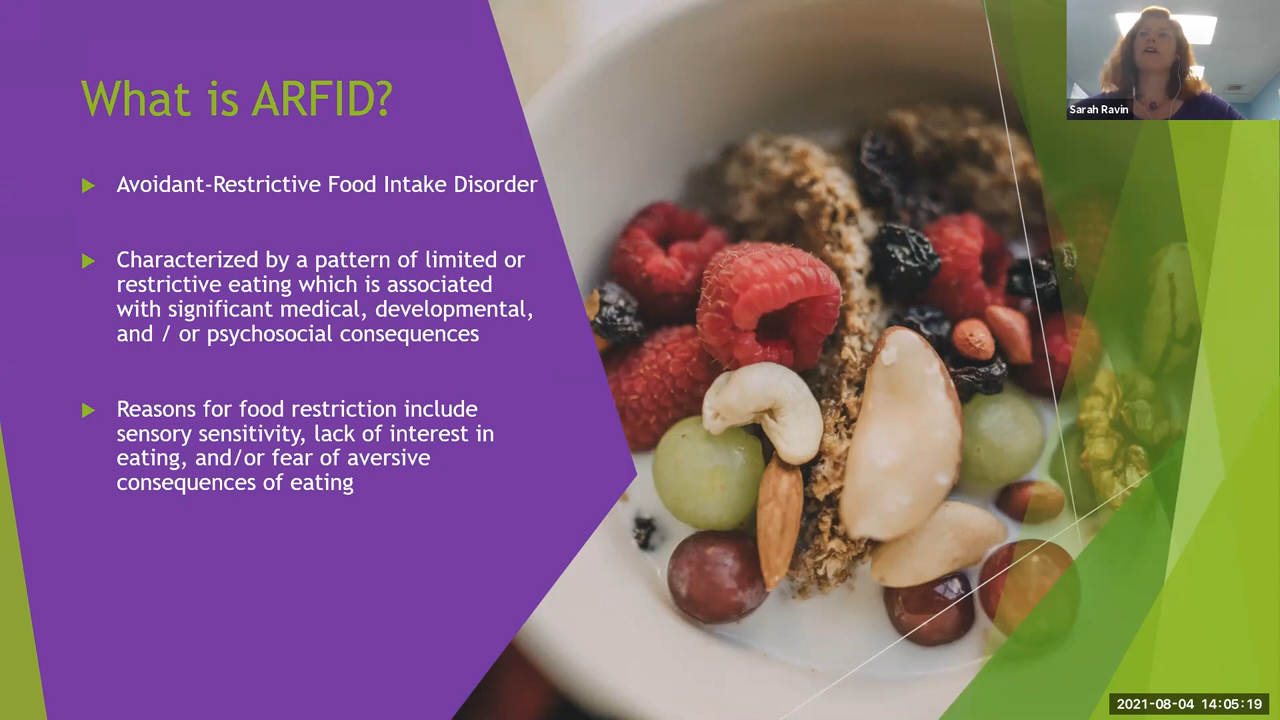 What is ARFID?
Avoidant-Restrictive Food Intake Disorder
Characterized by a pattern of limited or
restrictive eating which is associated
with significant medical, developmental,
and / or psychosocial consequences
Reasons for food restriction include
sensory sensitivity, lack of interest in
eating, and/or fear of aversive
consequences of eating
Sarah Ravin
2021-08-04 14:05:19